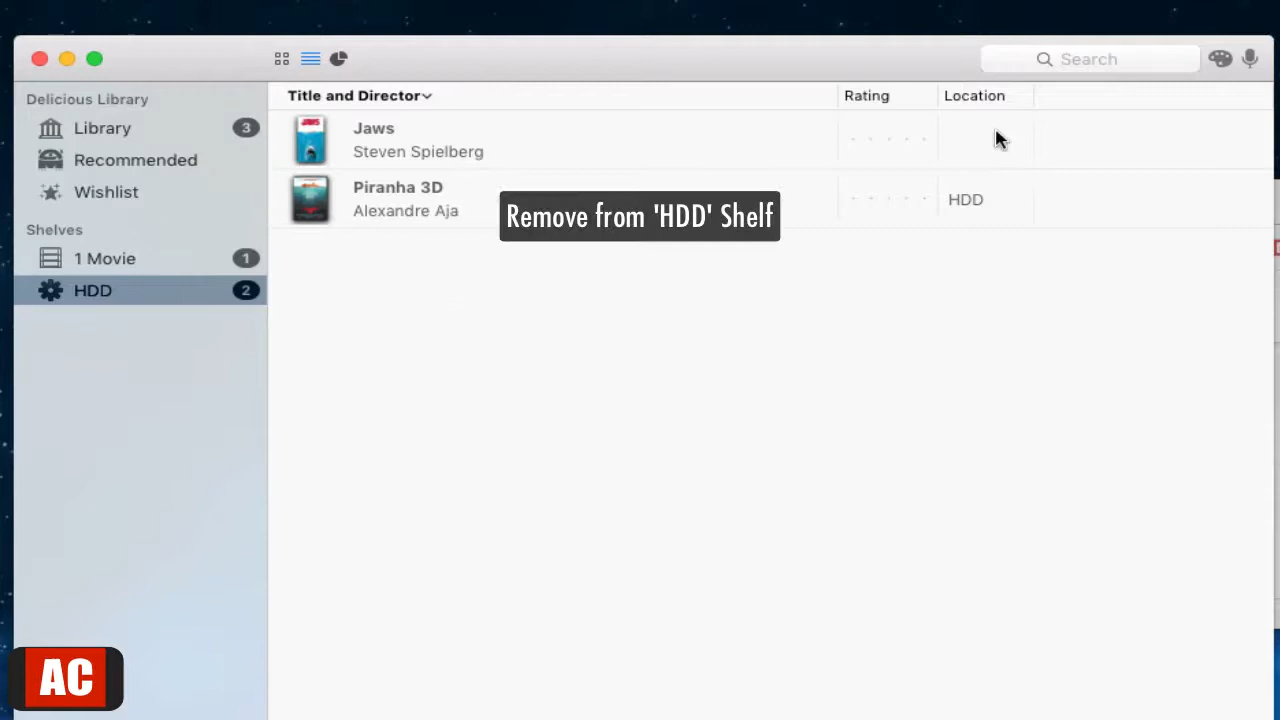 Search
Delicious Library
Library 3
Recommended
Wishlist
Shelves
1 Movie 1
HDD 2
Title and Director Rating Location
JAWS
Jaws
Steven Spielberg
Piranha 3D
Alexandre Aja
HDD
Remove from 'HDD' Shelf
AC